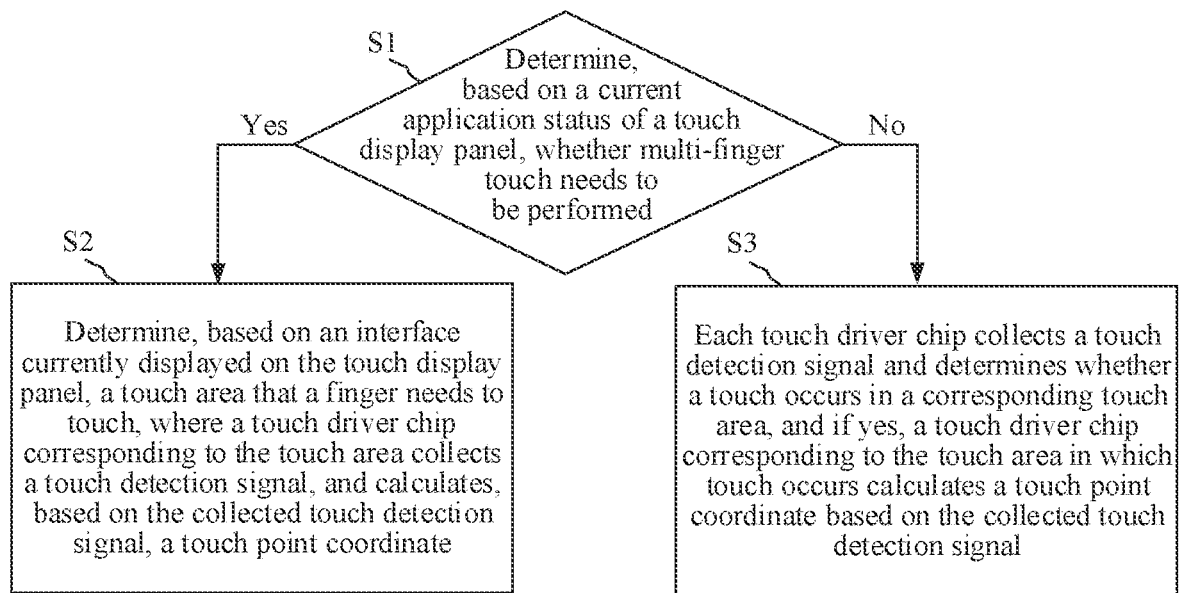 S1
Determine,
based on a current
application status of a touch
display panel, whether multi-finger
touch needs to
be performed
Yes
No
S2
Determine, based on an interface
currently displayed on the touch display
panel, a touch area that a finger needs to
touch, where a touch driver chip
corresponding to the touch area collects
a touch detection signal, and calculates,
based on the collected touch detection
signal, a touch point coordinate
S3
Each touch driver chip collects a touch
detection signal and determines whether
a touch occurs in a corresponding touch
area, and if yes, a touch driver chip
corresponding to the touch area in which
touch occurs calculates a touch point
coordinate based on the collected touch
detection signal